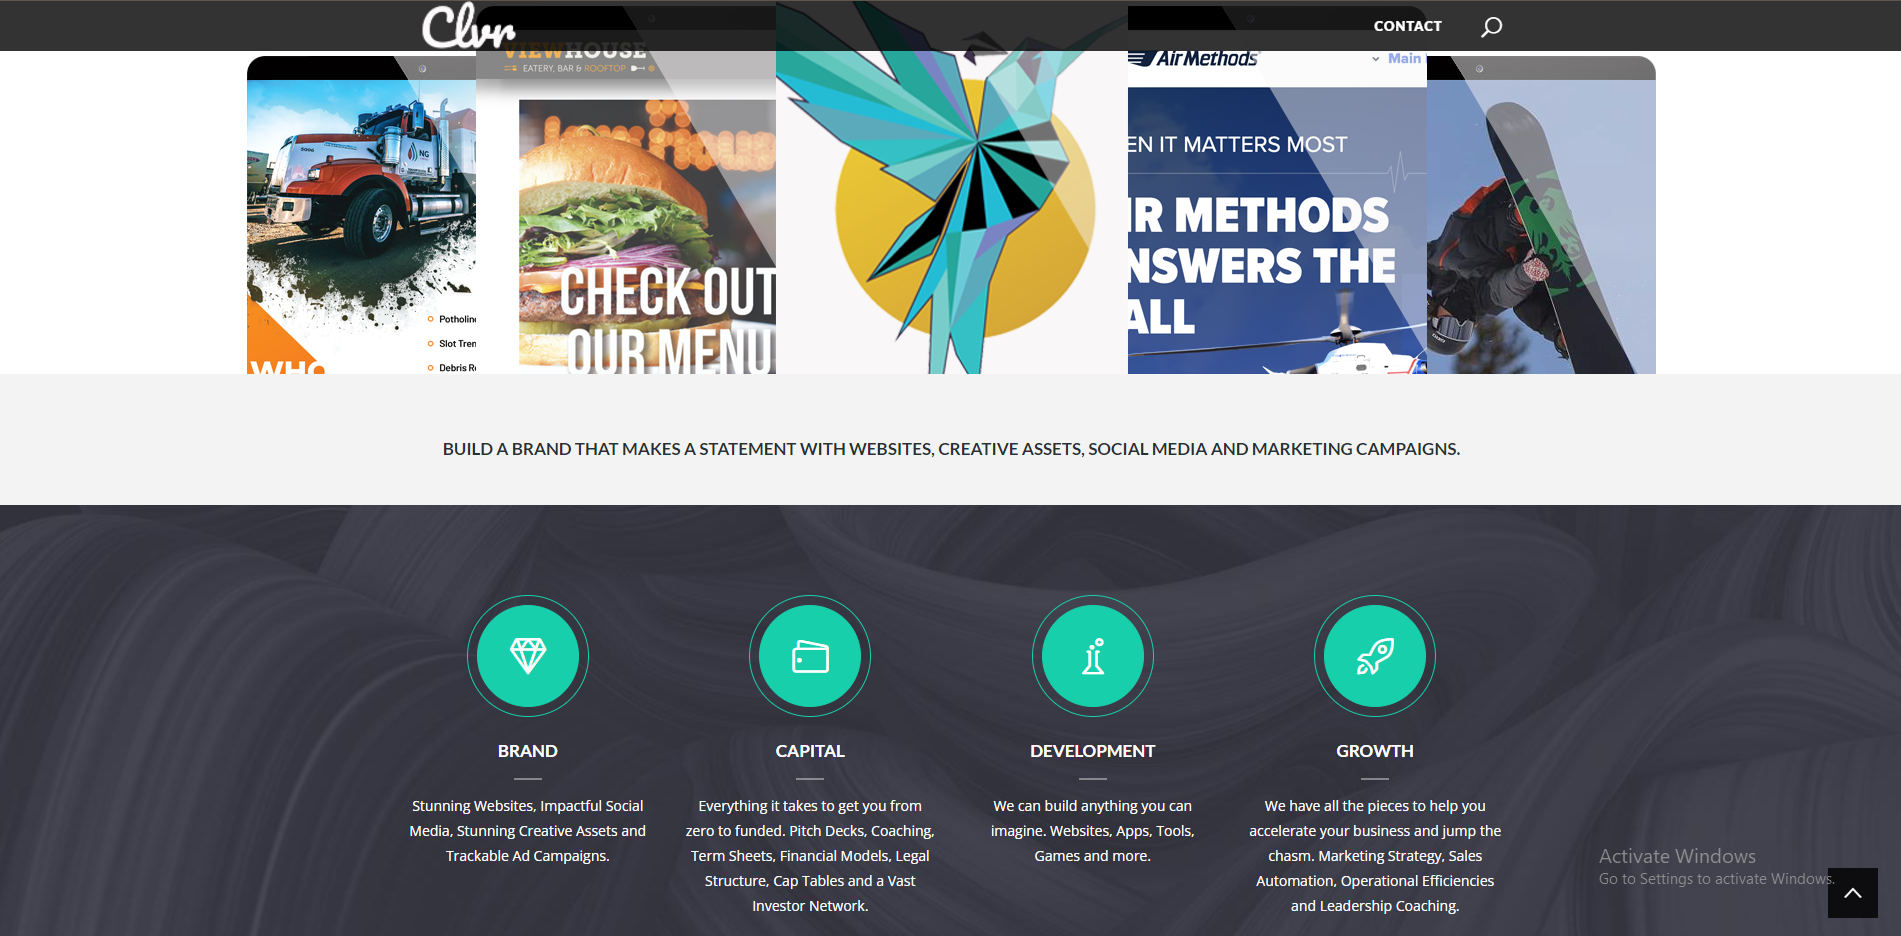 Clvr
CONTACT
VIEWHOUSE
EATERY, BAR & ROOFTOP
AirMethods
Main
5006
NG
CHECK OUT
OUR MENU
EN IT MATTERS MOST
IR METHODS
NSWERS THE
ALL
Potholin
Slot Tren
Debris R
WHO
BUILD A BRAND THAT MAKES A STATEMENT WITH WEBSITES, CREATIVE ASSETS, SOCIAL MEDIA AND MARKETING CAMPAIGNS.
BRAND
Stunning Websites, Impactful Social
Media, Stunning Creative Assets and
Trackable Ad Campaigns.
CAPITAL
Everything it takes to get you from
zero to funded. Pitch Decks, Coaching,
Term Sheets, Financial Models, Legal
Structure, Cap Tables and a Vast
Investor Network.
DEVELOPMENT
We can build anything you can
imagine. Websites, Apps, Tools,
Games and more.
GROWTH
We have all the pieces to help you
accelerate your business and jump the
chasm. Marketing Strategy, Sales
Automation, Operational Efficiencies
and Leadership Coaching.
Activate Windows
Go to Settings to activate Windows.